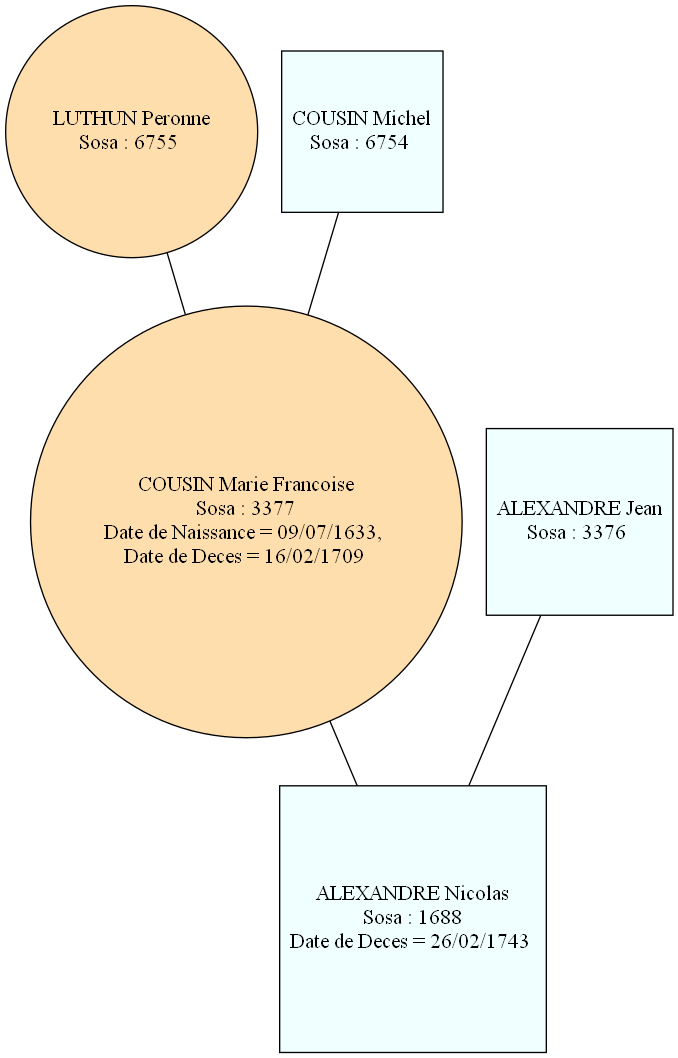 LUTHUN Peronne
Sosa : 6755
COUSIN Michel
Sosa : 6754
COUSIN Marie Francoise
Sosa : 3377
Date de Naissance = 09/07/1633,
Date de Deces = 16/02/1709
ALEXANDRE Jean
Sosa : 3376
ALEXANDRE Nicolas
Sosa : 1688
Date de Deces = 26/02/1743